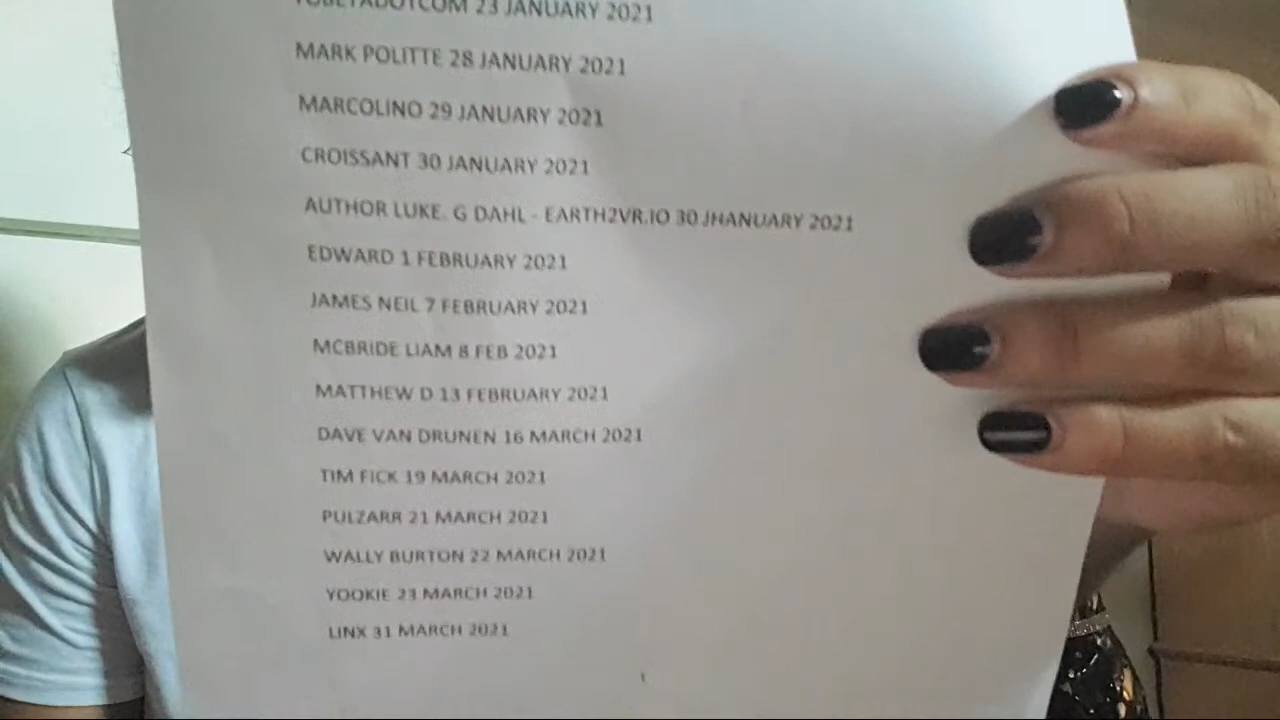 23 JANUARY 2021
MARK POLITTE 28 JANUARY 2021
MARCOLINO 29 JANUARY 2021
CROISSANT 30 JANUARY 2021
AUTHOR LUKE. G DAHL - EARTH2VR.IO 30 JHANUARY 2021
EDWARD 1 FEBRUARY 2021
JAMES NEIL 7 FEBRUARY 2021
MCBRIDE LIAM 8 FEB 2021
MATTHEW D 13 FEBRUARY 2021
DAVE VAN DRUNEN 16 MARCH 2021
TIM FICK 19 MARCH 2021
PULZARR 21 MARCH 2021
WALLY BURTON 22 MARCH 2021
YOOKIE 23 MARCH 2021
LINX 31 MARCH 2021